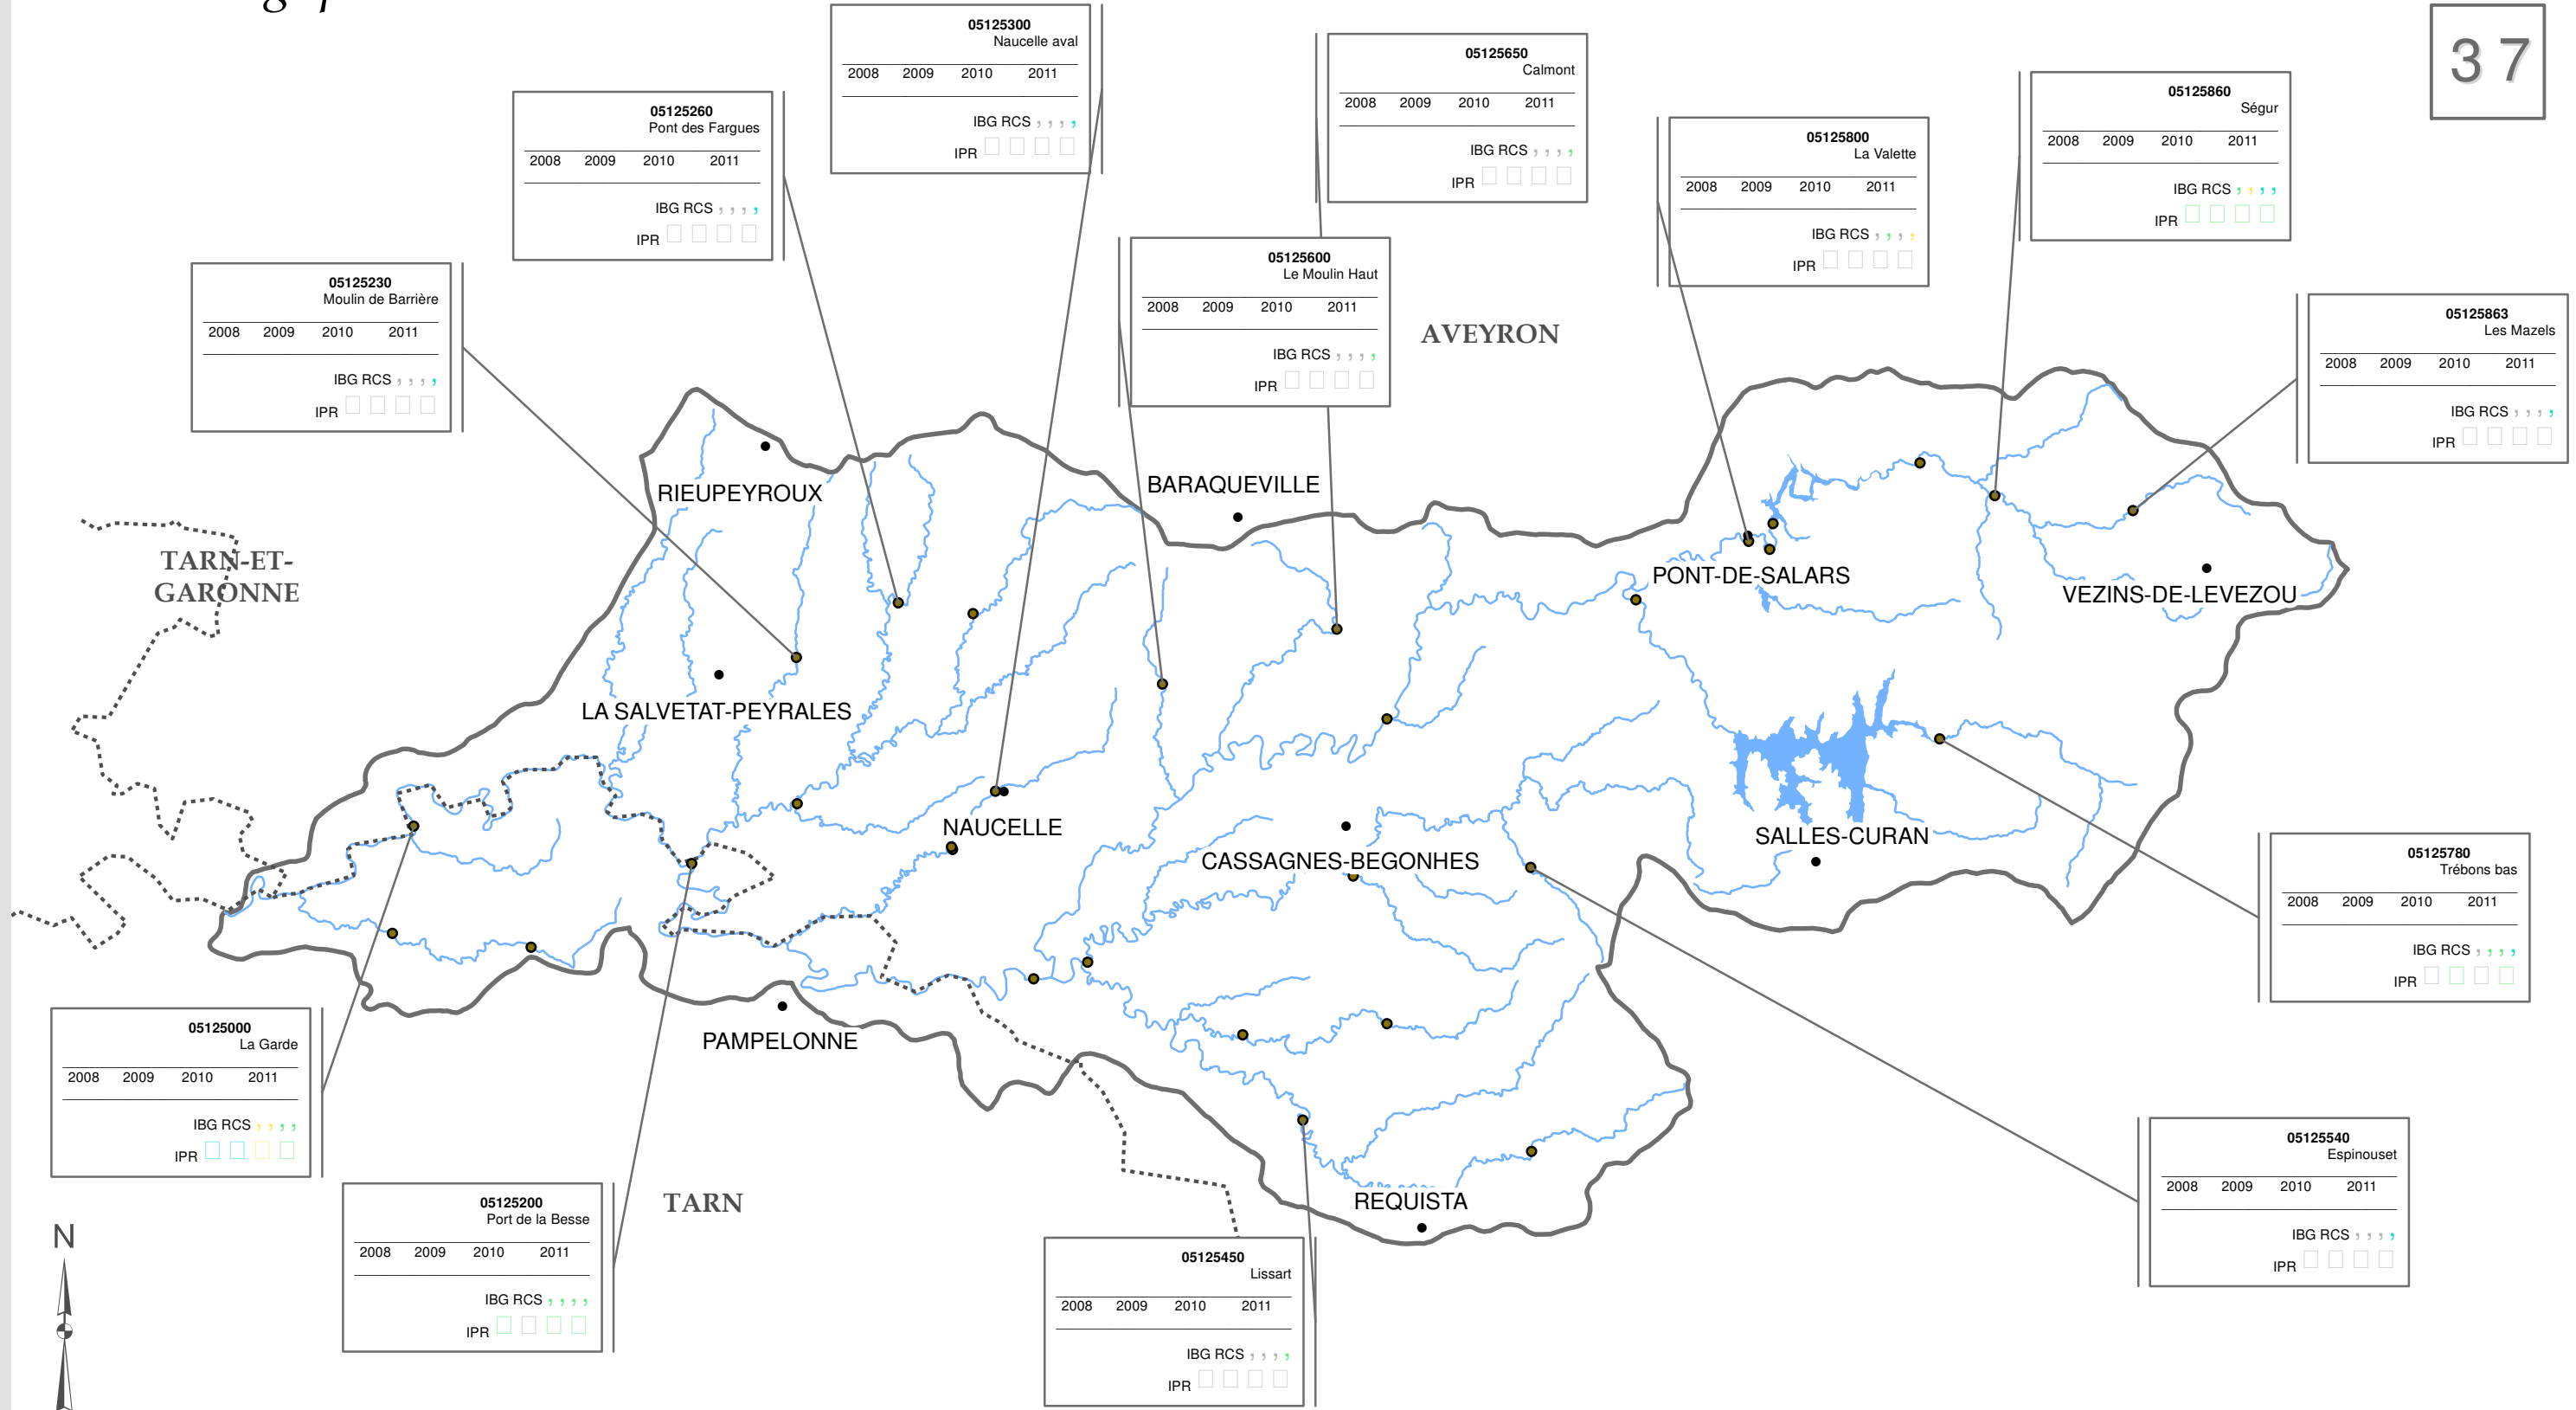 37
05125300
Naucelle aval
2008 2009 2010 2011
IBG RCS , , , ,
IPR
05125650
Calmont
2008 2009 2010 2011
IBG RCS , , , ,
IPR
05125860
Ségur
2008 2009 2010 2011
IBG RCS , , , ,
IPR
05125260
Pont des Fargues
2008 2009 2010 2011
IBG RCS , , , ,
IPR
05125800
La Valette
2008 2009 2010 2011
IBG RCS , , , ,
IPR
05125600
Le Moulin Haut
2008 2009 2010 2011
IBG RCS , , , ,
IPR
05125230
Moulin de Barrière
2008 2009 2010 2011
IBG RCS , , , ,
IPR
05125863
Les Mazels
2008 2009 2010 2011
IBG RCS , , , ,
IPR
AVEYRON
RIEUPEYROUX
BARAQUEVILLE
TARN-ET-
GARONNE
PONT-DE-SALARS
VEZINS-DE-LEVEZOU
LA SALVETAT-PEYRALES
NAUCELLE
CASSAGNES-BEGONHES
SALLES-CURAN
05125780
Trébons bas
2008 2009 2010 2011
IBG RCS , , , ,
IPR
PAMPELONNE
05125000
La Garde
2008 2009 2010 2011
IBG RCS , , , ,
IPR
05125540
Espinouset
2008 2009 2010 2011
IBG RCS , , , ,
IPR
05125200
Port de la Besse
2008 2009 2010 2011
IBG RCS , , , ,
IPR
TARN
REQUISTA
05125450
Lissart
2008 2009 2010 2011
IBG RCS , , , ,
IPR
N